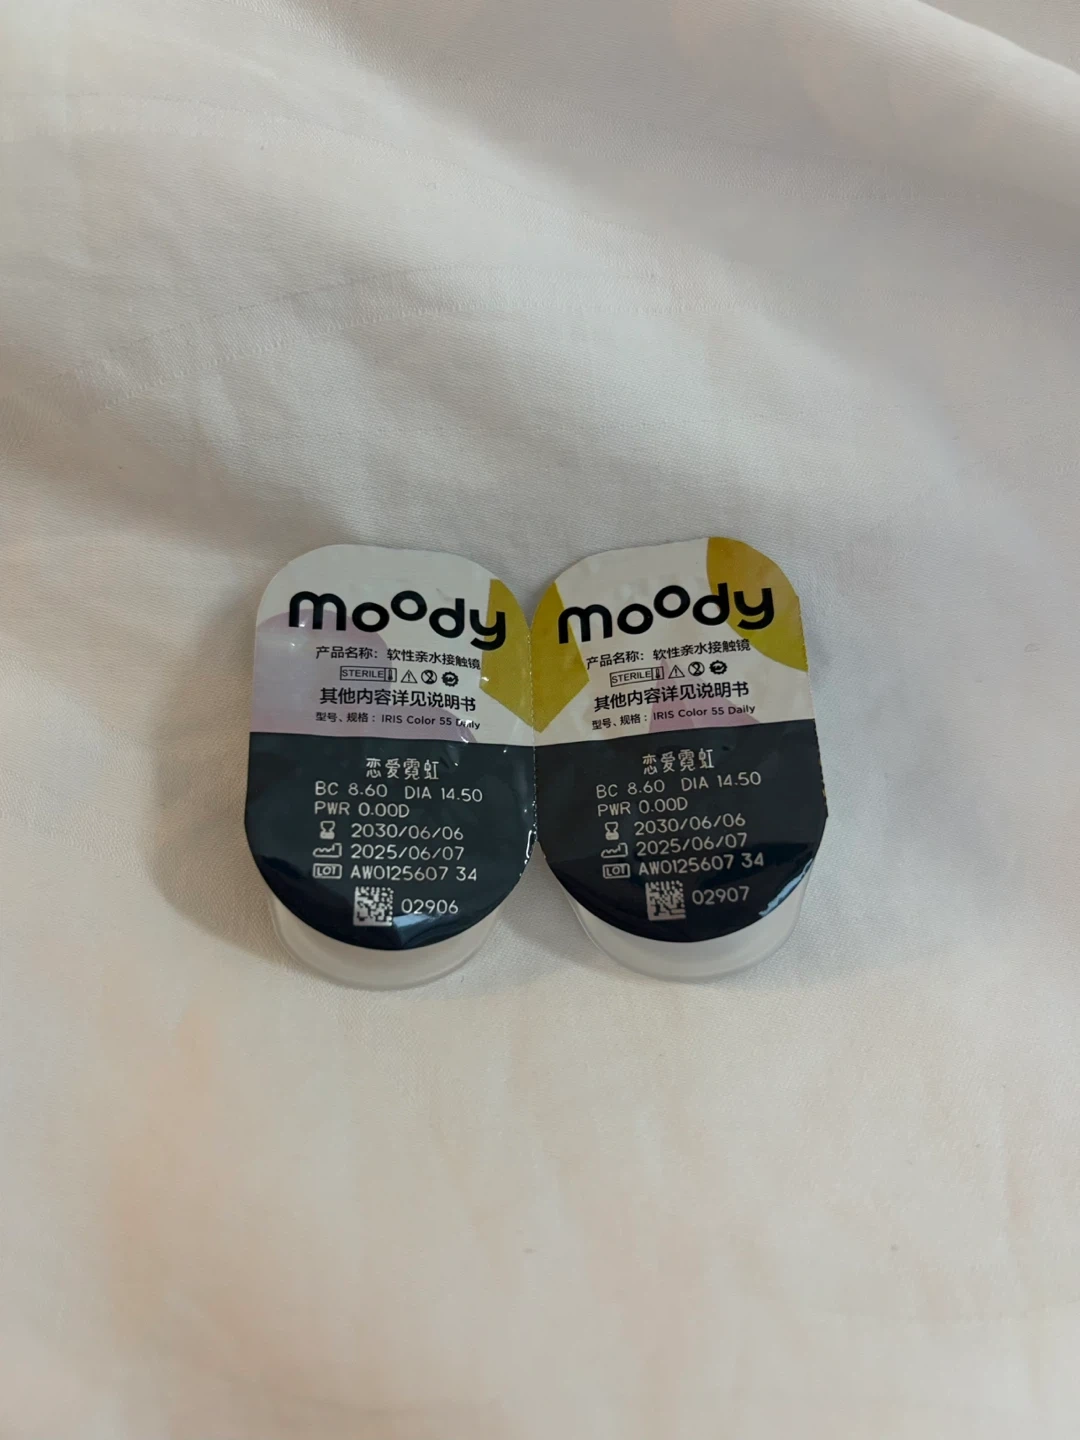 moody
产品名称：软性亲水接触镜
STERILE
其他内容详见说明书
型号、规格：IRIS Color 55 Daily
恋爱霓虹
BC 8.60 DIA 14.50
PWR 0.00D
2030/06/06
2025/06/07
LOT AW0125607 34
02906
moody
产品名称：软性亲水接触镜
STERILE
其他内容详见说明书
型号、规格：IRIS Color 55 Daily
恋爱霓虹
BC 8.60 DIA 14.50
PWR 0.00D
2030/06/06
2025/06/07
LOT AW0125607 34
02907